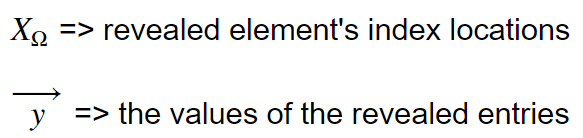 X_Ω => revealed element's index locations
y⃗ => the values of the revealed entries